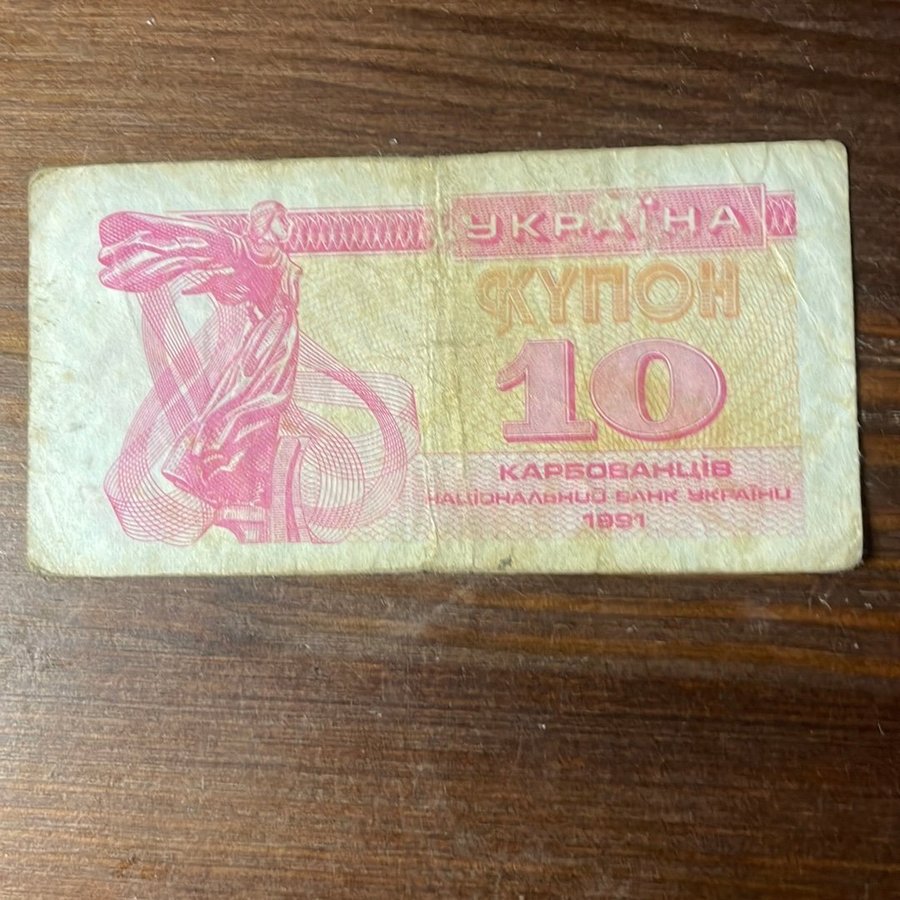 УКРАЇНА
КУПОН
10
КАРБОВАНЦІВ
НАЦІОНАЛЬНИЙ БАНК УКРАЇНИ
1991